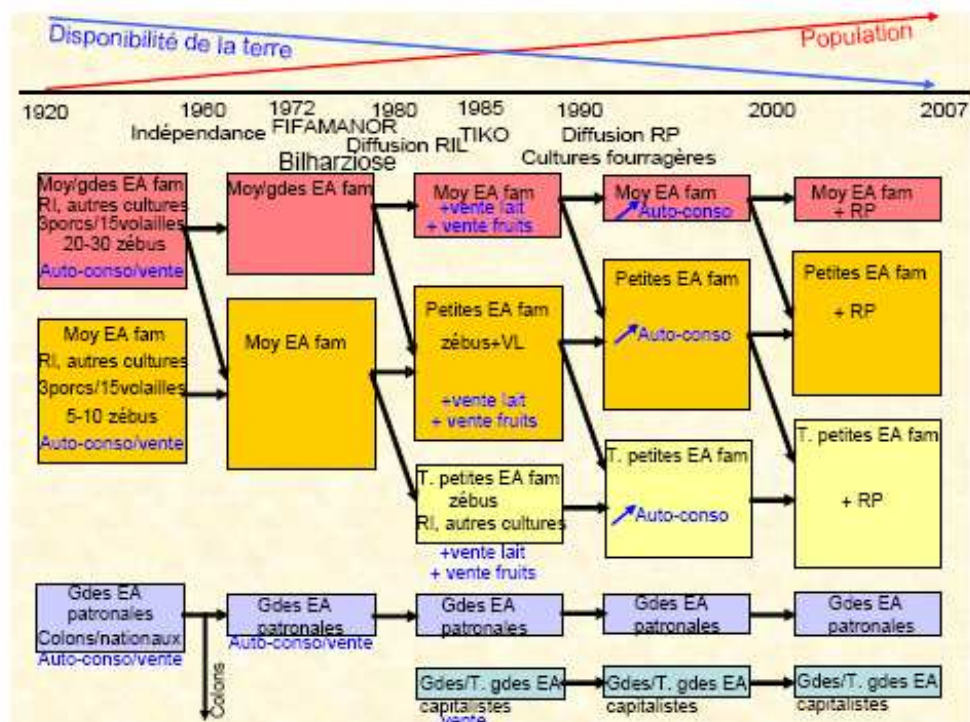 Disponibilité de la terre
Population
1920 1960 1972 1980 1985 1990 2000 2007
Indépendance FIFAMANOR Diffusion RIL TIKO Diffusion RP
Bilharziose Cultures fourragères
Moy/gdes EA fam
RI, autres cultures
3porcs/15volailles
20-30 zébus
Auto-conso/vente
Moy/gdes EA fam
Moy EA fam
+vente lait
+ vente fruits
Moy EA fam
Auto-conso
Moy EA fam
+ RP
Moy EA fam
RI, autres cultures
3porcs/15volailles
5-10 zébus
Auto-conso/vente
Moy EA fam
Petites EA fam
zébus+VL
+vente lait
+ vente fruits
Petites EA fam
Auto-conso
Petites EA fam
+ RP
T. petites EA fam
zébus
RI, autres cultures
+vente lait
+ vente fruits
T. petites EA fam
Auto-conso
T. petites EA fam
+ RP
Gdes EA
patronales
Colons/nationaux
Auto-conso/vente
Colons
Gdes EA
patronales
Auto-conso/vente
Gdes EA
patronales
Gdes EA
patronales
Gdes EA
patronales
Gdes/T. gdes EA
capitalistes
vente
Gdes/T. gdes EA
capitalistes
Gdes/T. gdes EA
capitalistes